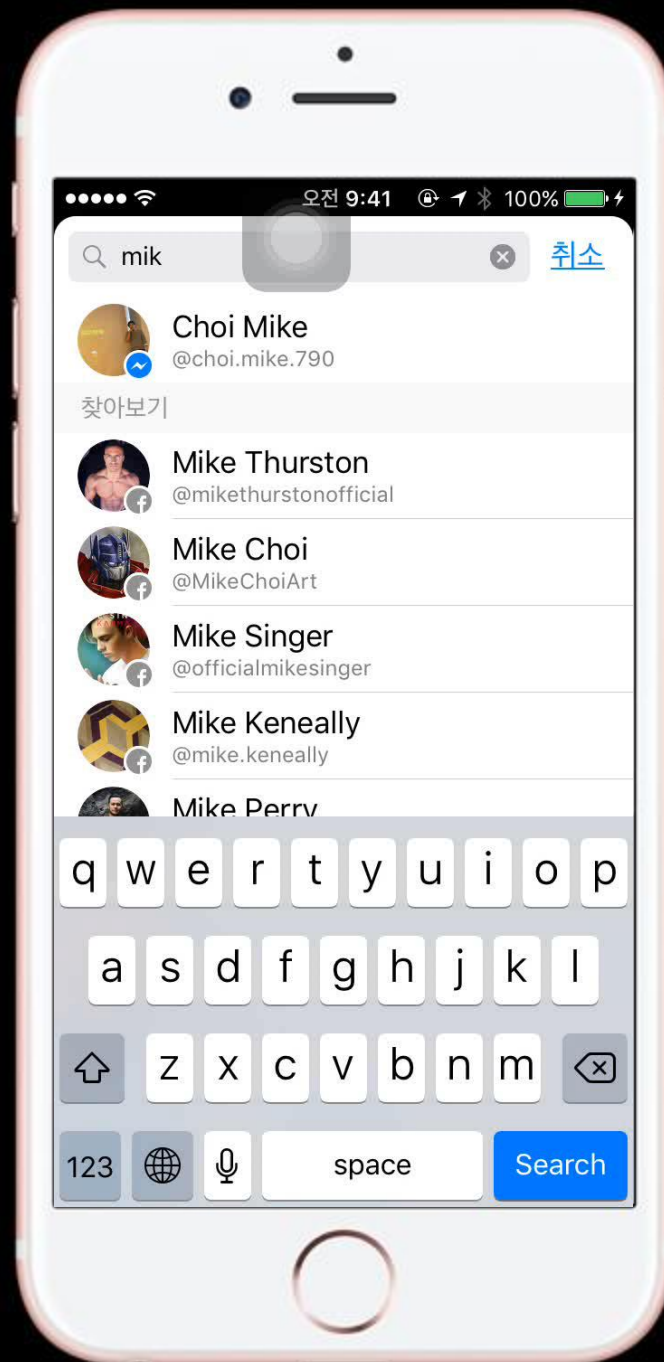 오전 9:41 100%
mik 취소
Choi Mike
@choi.mike.790
찾아보기
Mike Thurston
@mikethurstonofficial
Mike Choi
@MikeChoiArt
Mike Singer
@officialmikesinger
Mike Keneally
@mike.keneally
Mike Perry
q w e r t y u i o p
a s d f g h j k l
z x c v b n m
123 space Search